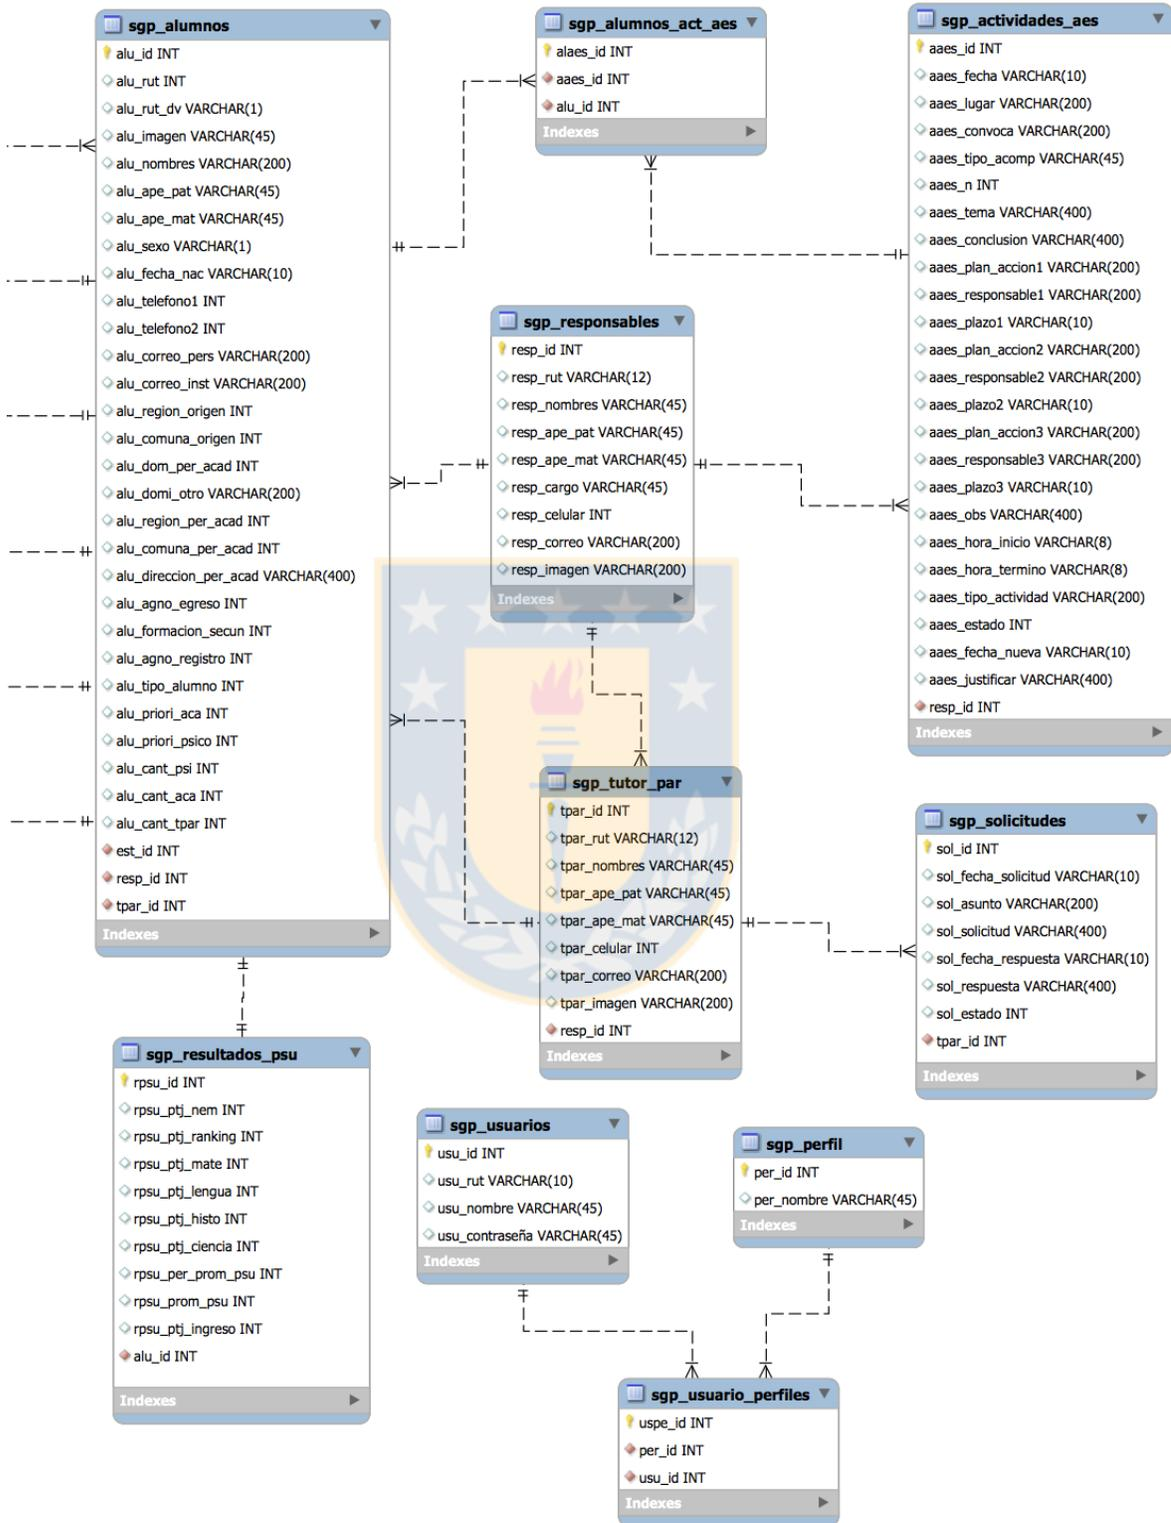 sgp_alumnos
alu_id INT
alu_rut INT
alu_rut_dv VARCHAR(1)
alu_imagen VARCHAR(45)
alu_nombres VARCHAR(200)
alu_ape_pat VARCHAR(45)
alu_ape_mat VARCHAR(45)
alu_sexo VARCHAR(1)
alu_fecha_nac VARCHAR(10)
alu_telefono1 INT
alu_telefono2 INT
alu_correo_pers VARCHAR(200)
alu_correo_inst VARCHAR(200)
alu_region_origen INT
alu_comuna_origen INT
alu_dom_per_acad INT
alu_domi_otro VARCHAR(200)
alu_region_per_acad INT
alu_comuna_per_acad INT
alu_direccion_per_acad VARCHAR(400)
alu_agno_egreso INT
alu_formacion_secun INT
alu_agno_registro INT
alu_tipo_alumno INT
alu_priori_aca INT
alu_priori_psico INT
alu_cant_psi INT
alu_cant_aca INT
alu_cant_tpar INT
est_id INT
resp_id INT
tpar_id INT
Indexes
sgp_alumnos_act_aes
alaes_id INT
aaes_id INT
alu_id INT
Indexes
sgp_actividades_aes
aaes_id INT
aaes_fecha VARCHAR(10)
aaes_lugar VARCHAR(200)
aaes_convoca VARCHAR(200)
aaes_tipo_acomp VARCHAR(45)
aaes_n INT
aaes_tema VARCHAR(400)
aaes_conclusion VARCHAR(400)
aaes_plan_accion1 VARCHAR(200)
aaes_responsable1 VARCHAR(200)
aaes_plazo1 VARCHAR(10)
aaes_plan_accion2 VARCHAR(200)
aaes_responsable2 VARCHAR(200)
aaes_plazo2 VARCHAR(10)
aaes_plan_accion3 VARCHAR(200)
aaes_responsable3 VARCHAR(200)
aaes_plazo3 VARCHAR(10)
aaes_obs VARCHAR(400)
aaes_hora_inicio VARCHAR(8)
aaes_hora_termino VARCHAR(8)
aaes_tipo_actividad VARCHAR(200)
aaes_estado INT
aaes_fecha_nueva VARCHAR(10)
aaes_justificar VARCHAR(400)
resp_id INT
Indexes
sgp_responsables
resp_id INT
resp_rut VARCHAR(12)
resp_nombres VARCHAR(45)
resp_ape_pat VARCHAR(45)
resp_ape_mat VARCHAR(45)
resp_cargo VARCHAR(45)
resp_celular INT
resp_correo VARCHAR(200)
resp_imagen VARCHAR(200)
Indexes
sgp_tutor_par
tpar_id INT
tpar_rut VARCHAR(12)
tpar_nombres VARCHAR(45)
tpar_ape_pat VARCHAR(45)
tpar_ape_mat VARCHAR(45)
tpar_celular INT
tpar_correo VARCHAR(200)
tpar_imagen VARCHAR(200)
resp_id INT
Indexes
sgp_solicitudes
sol_id INT
sol_fecha_solicitud VARCHAR(10)
sol_asunto VARCHAR(200)
sol_solicitud VARCHAR(400)
sol_fecha_respuesta VARCHAR(10)
sol_respuesta VARCHAR(400)
sol_estado INT
tpar_id INT
Indexes
sgp_resultados_psu
rpsu_id INT
rpsu_ptj_nem INT
rpsu_ptj_ranking INT
rpsu_ptj_mate INT
rpsu_ptj_lengua INT
rpsu_ptj_histo INT
rpsu_ptj_ciencia INT
rpsu_per_prom_psu INT
rpsu_prom_psu INT
rpsu_ptj_ingreso INT
alu_id INT
Indexes
sgp_usuarios
usu_id INT
usu_rut VARCHAR(10)
usu_nombre VARCHAR(45)
usu_contraseña VARCHAR(45)
Indexes
sgp_perfil
per_id INT
per_nombre VARCHAR(45)
Indexes
sgp_usuario_perfiles
uspe_id INT
per_id INT
usu_id INT
Indexes